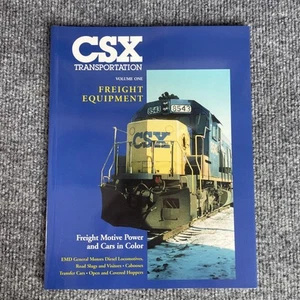 CSX
TRANSPORTATION
VOLUME ONE
FREIGHT
EQUIPMENT
8543 8543
CSX
Freight Motive Power
and Cars in Color
EMD General Motors Diesel Locomotives,
Road Slugs and Visitors • Cabooses
Transfer Cars • Open and Covered Hoppers